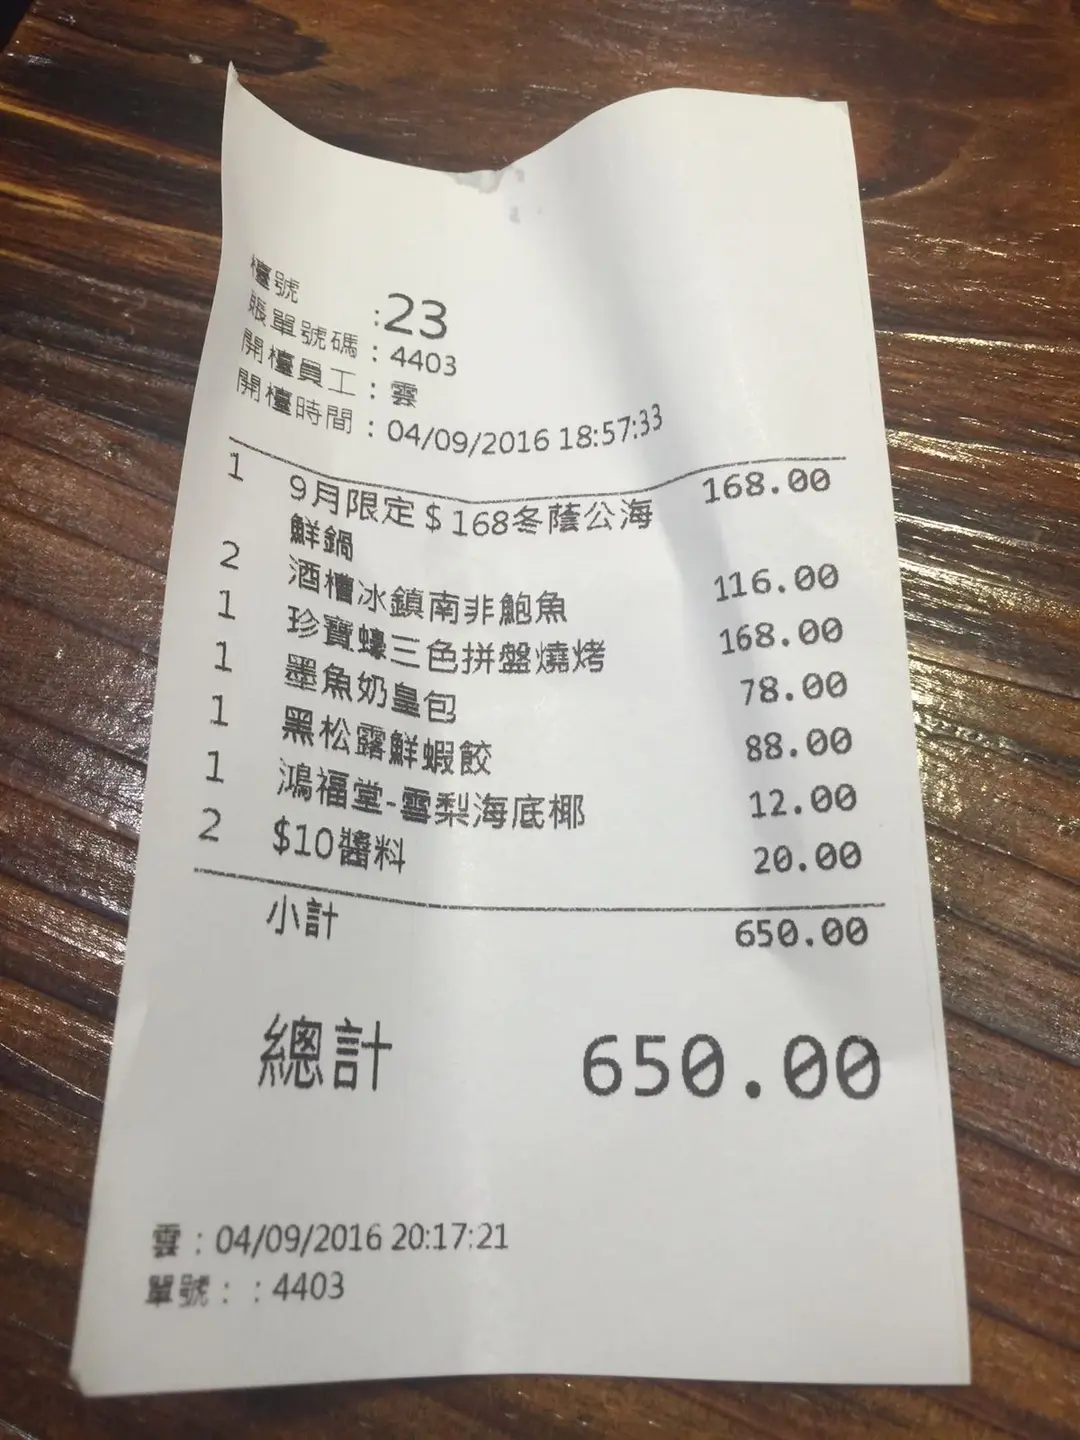 檯號 :23
賬單號碼 : 4403
開檯員工 : 雲
開檯時間 : 04/09/2016 18:57:33
1 9月限定$168冬蔭公海 168.00
鮮鍋
2 酒糟冰鎮南非鮑魚 116.00
1 珍寶蠔三色拼盤燒烤 168.00
1 墨魚奶皇包 78.00
1 黑松露鮮蝦餃 88.00
1 鴻福堂-雪梨海底椰 12.00
2 $10醬料 20.00
小計 650.00
總計 650.00
雲 : 04/09/2016 20:17:21
單號 : : 4403